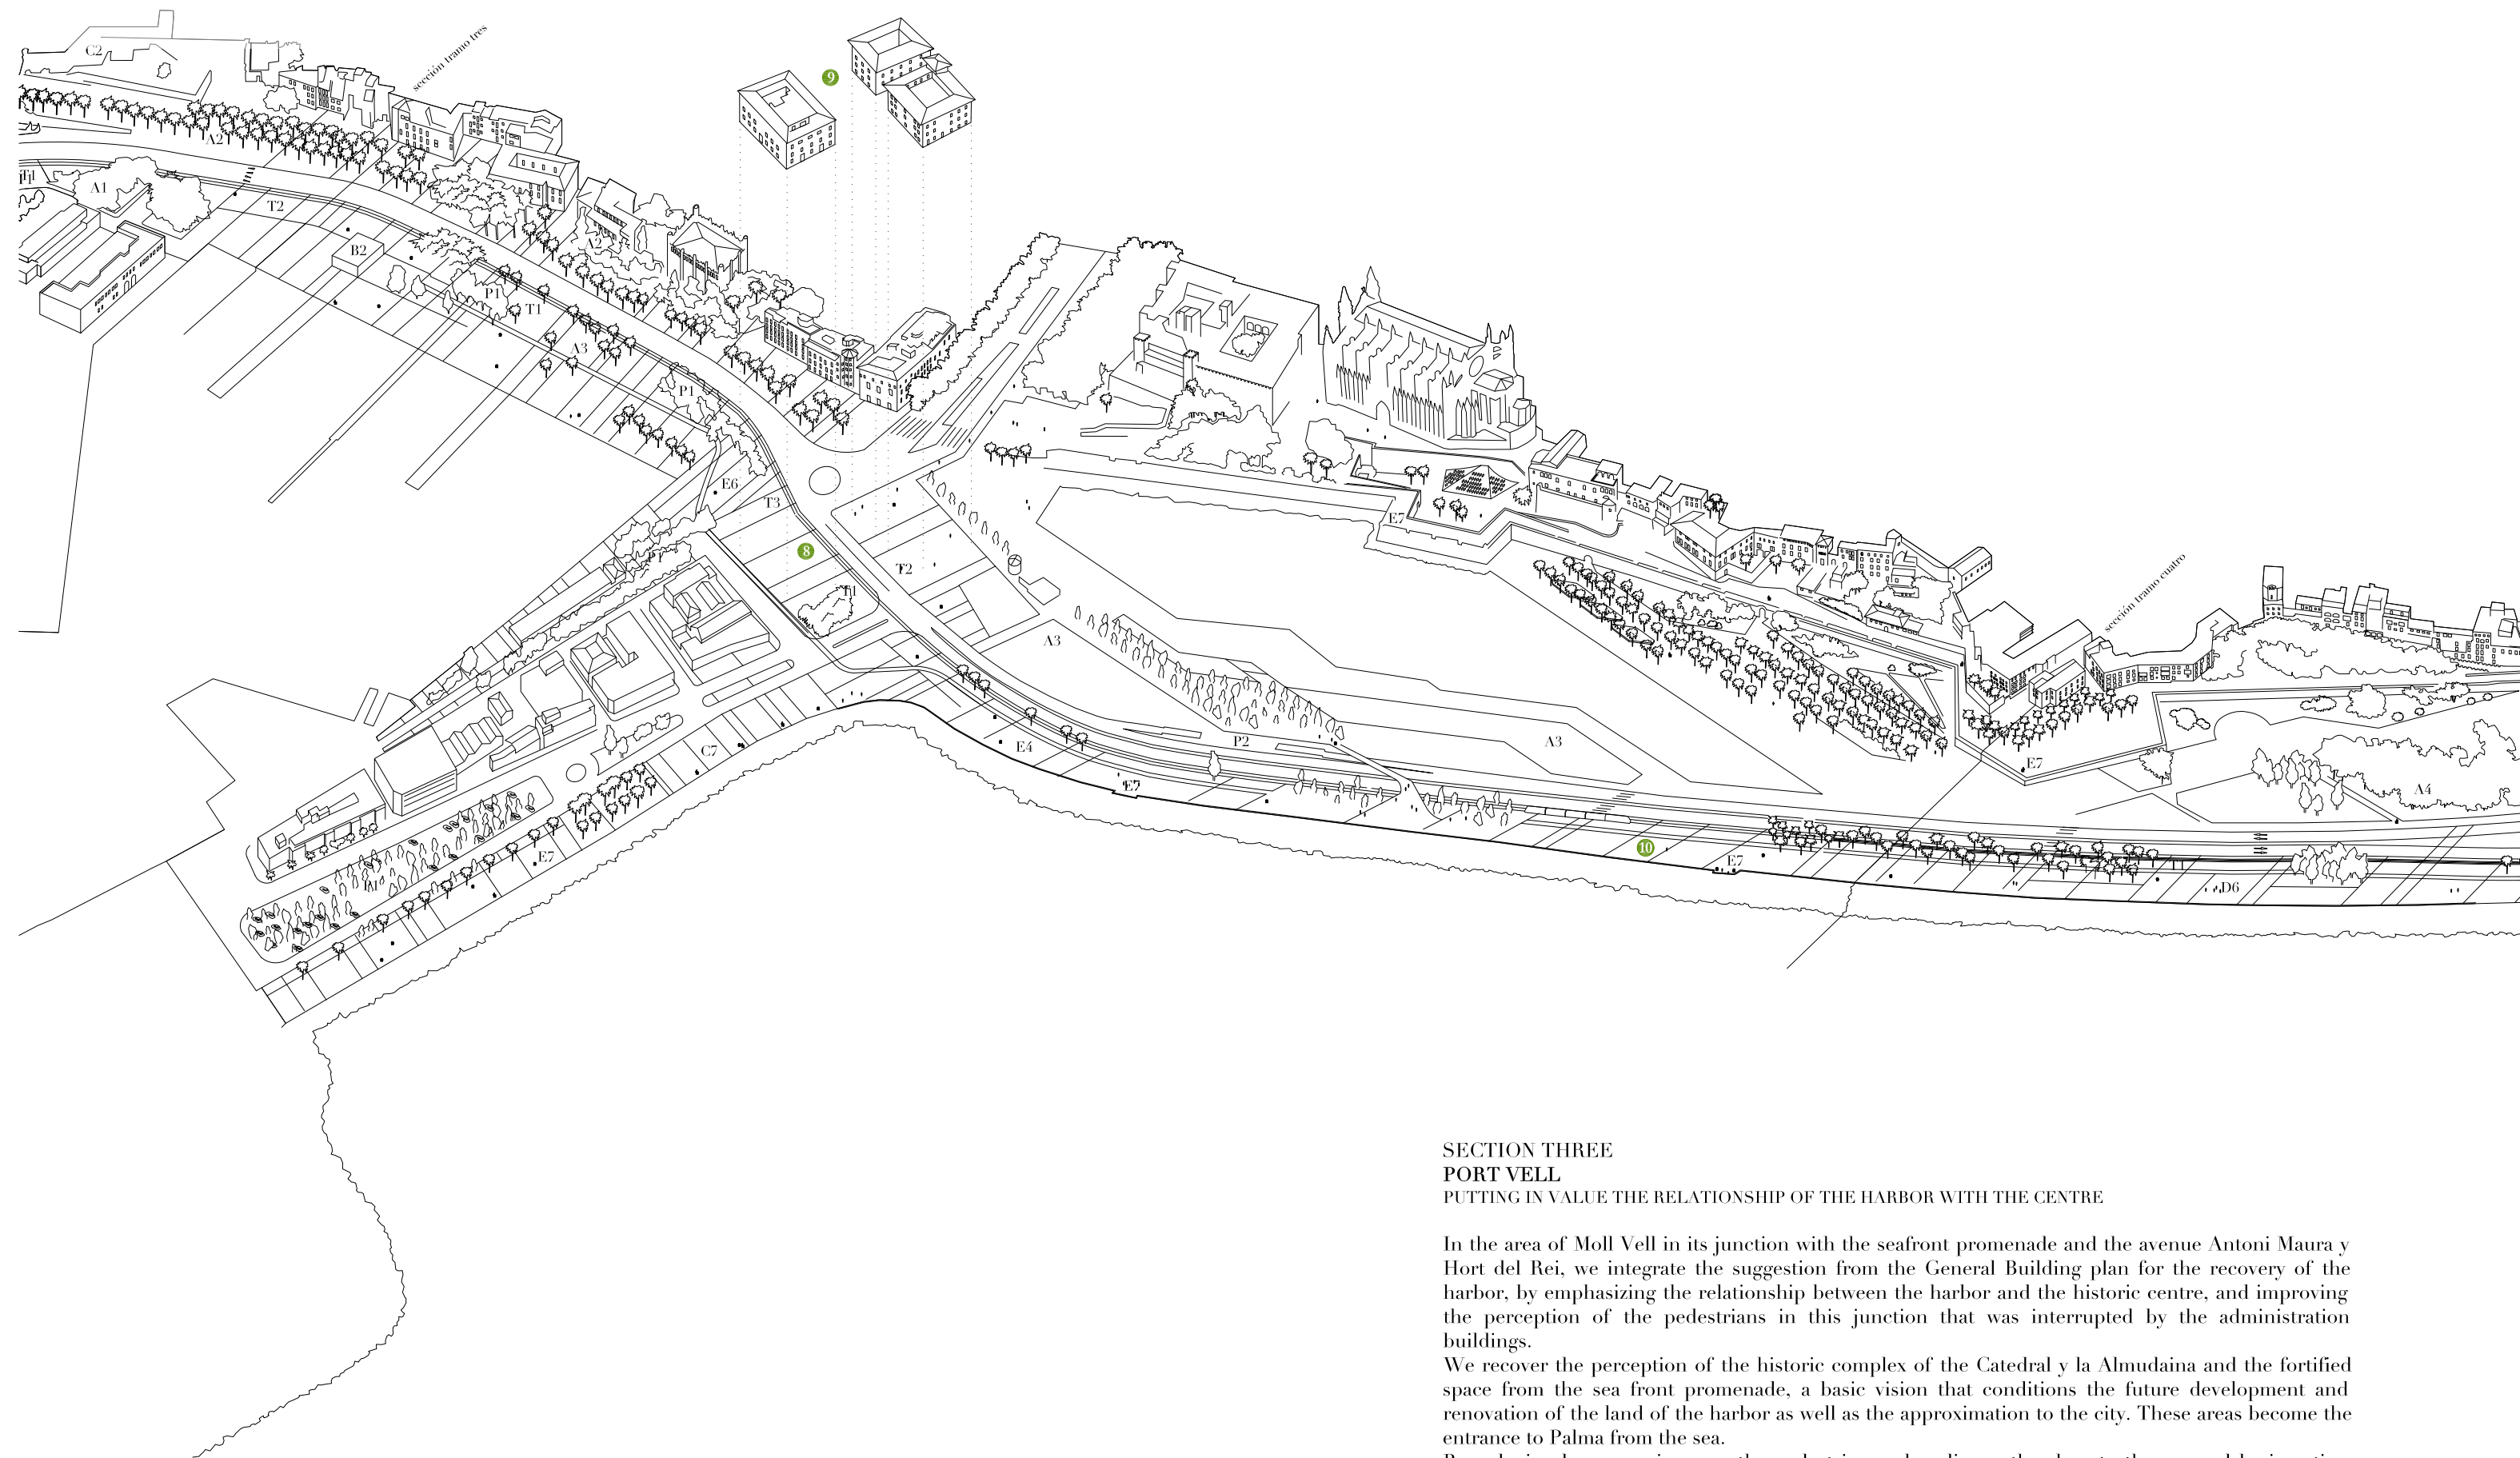 C2
sección tramo tres
9
A2
A1
T2
B2
A2
P1
T1
A3
P1
E6
T3
8
T2
E7
P1
A3
sección tramo cuatro
C7
E4
P2
A3
E7
E7
A4
E7
10
E7
D6
SECTION THREE
PORT VELL
PUTTING IN VALUE THE RELATIONSHIP OF THE HARBOR WITH THE CENTRE
In the area of Moll Vell in its junction with the seafront promenade and the avenue Antoni Maura y
Hort del Rei, we integrate the suggestion from the General Building plan for the recovery of the
harbor, by emphasizing the relationship between the harbor and the historic centre, and improving
the perception of the pedestrians in this junction that was interrupted by the administration
buildings.
We recover the perception of the historic complex of the Catedral y la Almudaina and the fortified
space from the sea front promenade, a basic vision that conditions the future development and
renovation of the land of the harbor as well as the approximation to the city. These areas become the
entrance to Palma from the sea.